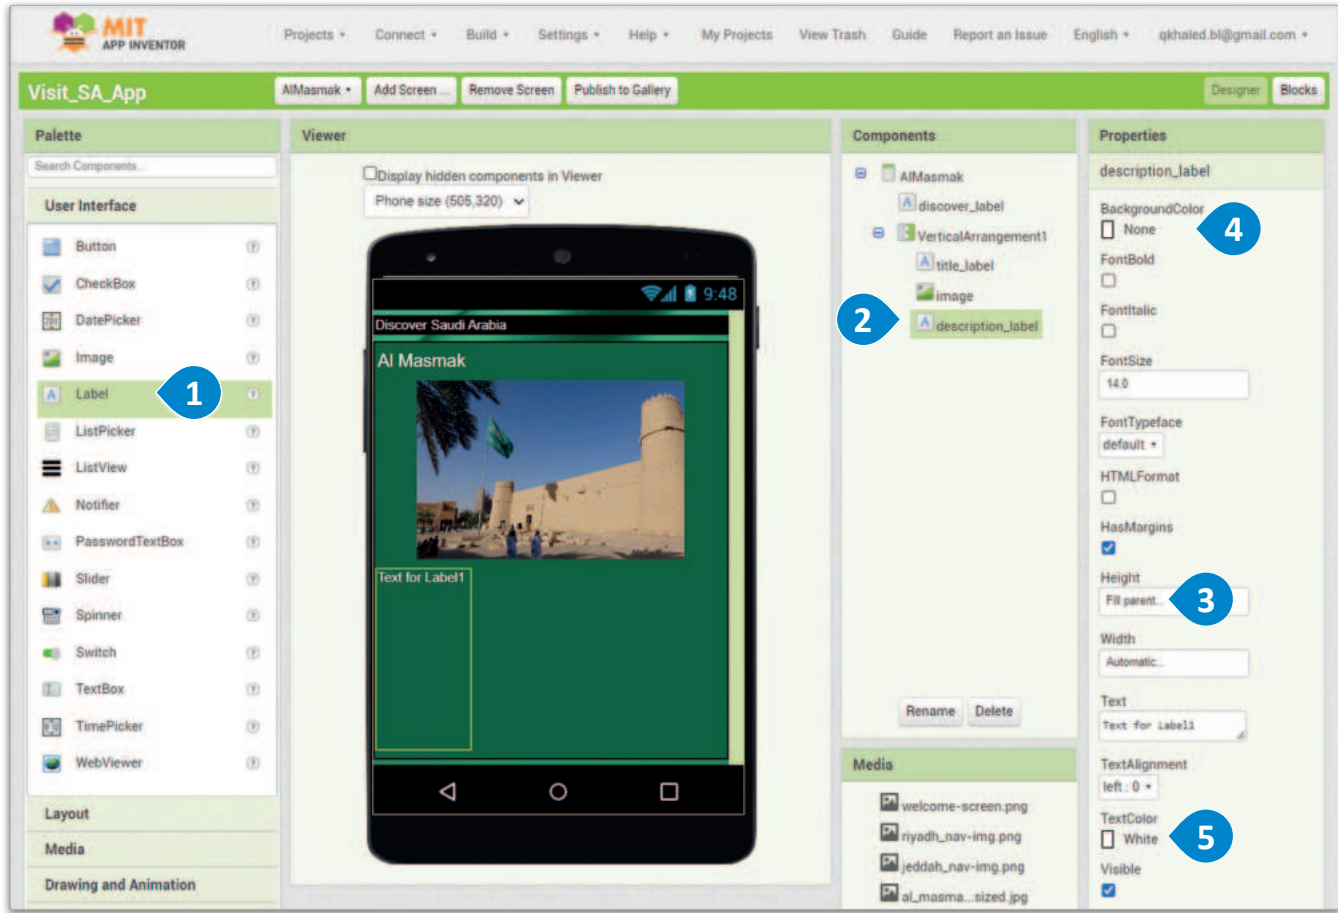 MIT
APP INVENTOR
Projects
Connect
Build
Settings
Help
My Projects
View Trash
Guide
Report an Issue
English
qkhaled.bl@gmail.com
Visit_SA_App
AlMasmak
Add Screen ...
Remove Screen
Publish to Gallery
Designer
Blocks
Palette
Search Components...
User Interface
Button
CheckBox
DatePicker
Image
Label
1
ListPicker
ListView
Notifier
PasswordTextBox
Slider
Spinner
Switch
TextBox
TimePicker
WebViewer
Layout
Media
Drawing and Animation
Viewer
Display hidden components in Viewer
Phone size (505,320)
9:48
Discover Saudi Arabia
Al Masmak
Text for Label1
Components
AlMasmak
discover_label
VerticalArrangement1
title_label
image
2
description_label
Rename
Delete
Media
welcome-screen.png
riyadh_nav-img.png
jeddah_nav-img.png
al_masma...sized.jpg
Properties
description_label
BackgroundColor
None
4
FontBold
FontItalic
FontSize
14.0
FontTypeface
default
HTMLFormat
HasMargins
Height
Fill parent...
3
Width
Automatic...
Text
Text for Label1
TextAlignment
left : 0
TextColor
White
5
Visible